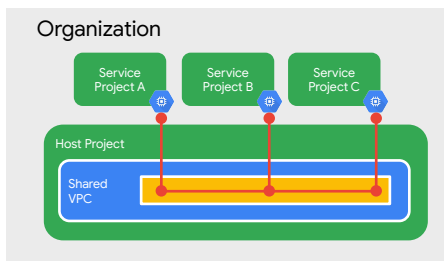 Organization
Service
Project A
Service
Project B
Service
Project C
Host Project
Shared
VPC